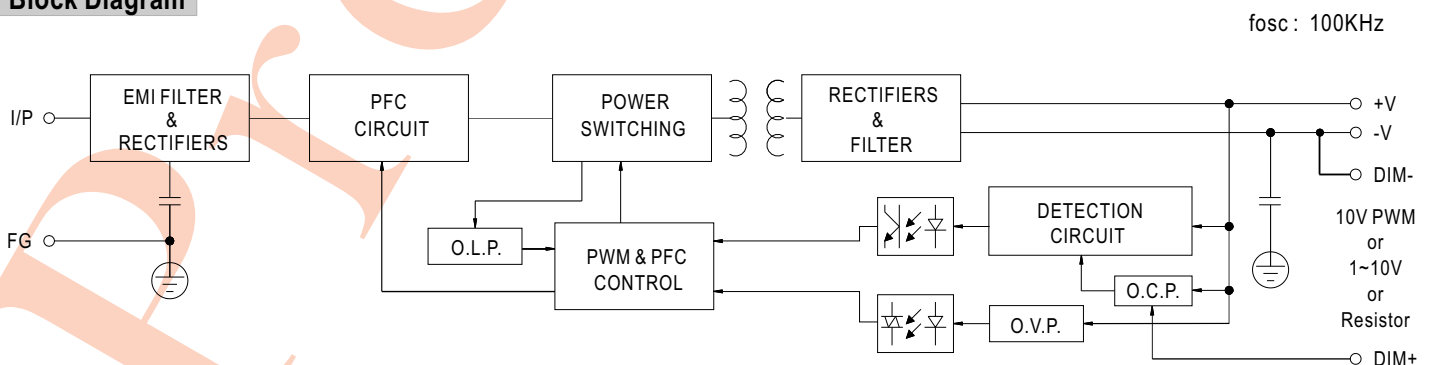 Block Diagram
fosc : 100KHz
I/P
EMI FILTER
&
RECTIFIERS
PFC
CIRCUIT
POWER
SWITCHING
RECTIFIERS
&
FILTER
+V
-V
DIM-
FG
O.L.P.
PWM & PFC
CONTROL
DETECTION
CIRCUIT
O.C.P.
O.V.P.
10V PWM
or
1~10V
or
Resistor
DIM+